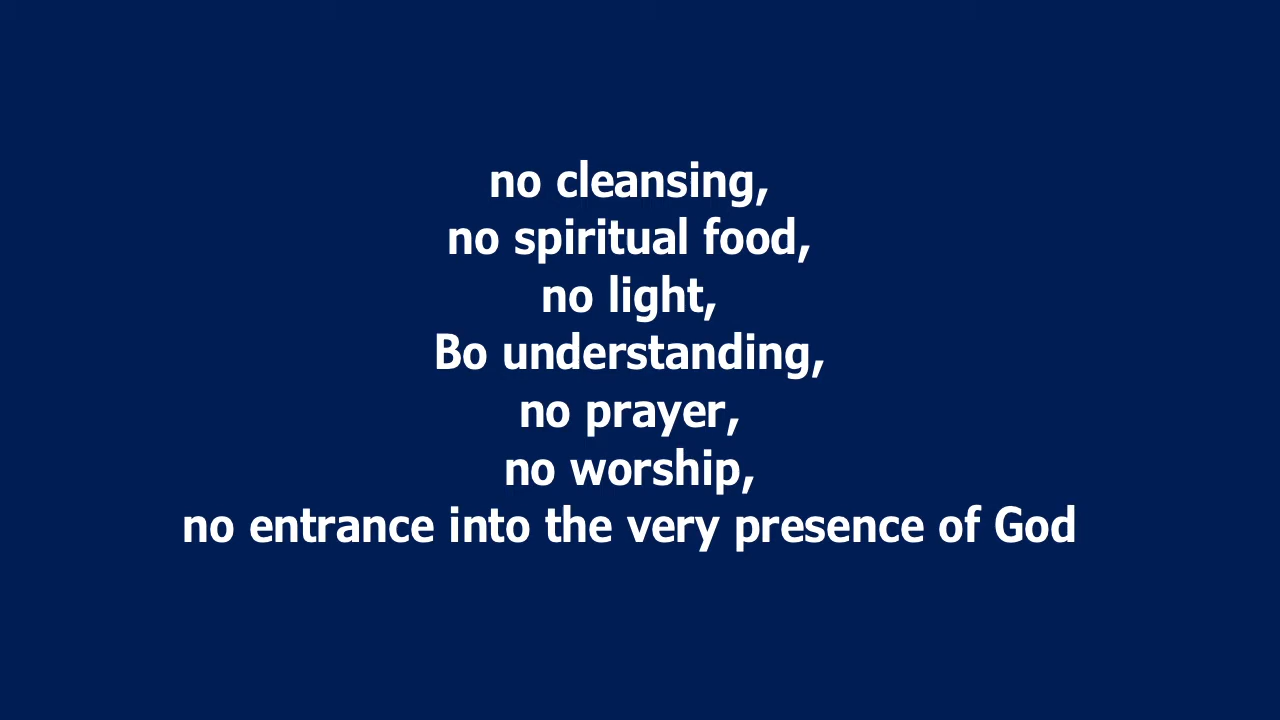 no cleansing,
no spiritual food,
no light,
Bo understanding,
no prayer,
no worship,
no entrance into the very presence of God